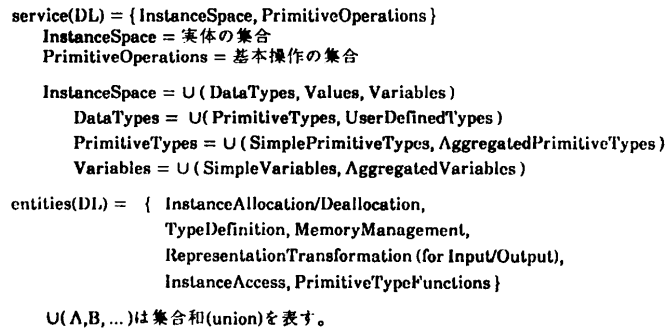 service(DL) = { InstanceSpace, PrimitiveOperations }
InstanceSpace = 実体の集合
PrimitiveOperations = 基本操作の集合
InstanceSpace = ∪ ( DataTypes, Values, Variables )
DataTypes = ∪( PrimitiveTypes, UserDefinedTypes )
PrimitiveTypes = ∪ ( SimplePrimitiveTypes, AggregatedPrimitiveTypes )
Variables = ∪ ( SimpleVariables, AggregatedVariables )
entities(DL) = { InstanceAllocation/Deallocation,
TypeDefinition, MemoryManagement,
RepresentationTransformation (for Input/Output),
InstanceAccess, PrimitiveTypeFunctions }
∪( A,B, ... )は集合和(union)を表す。